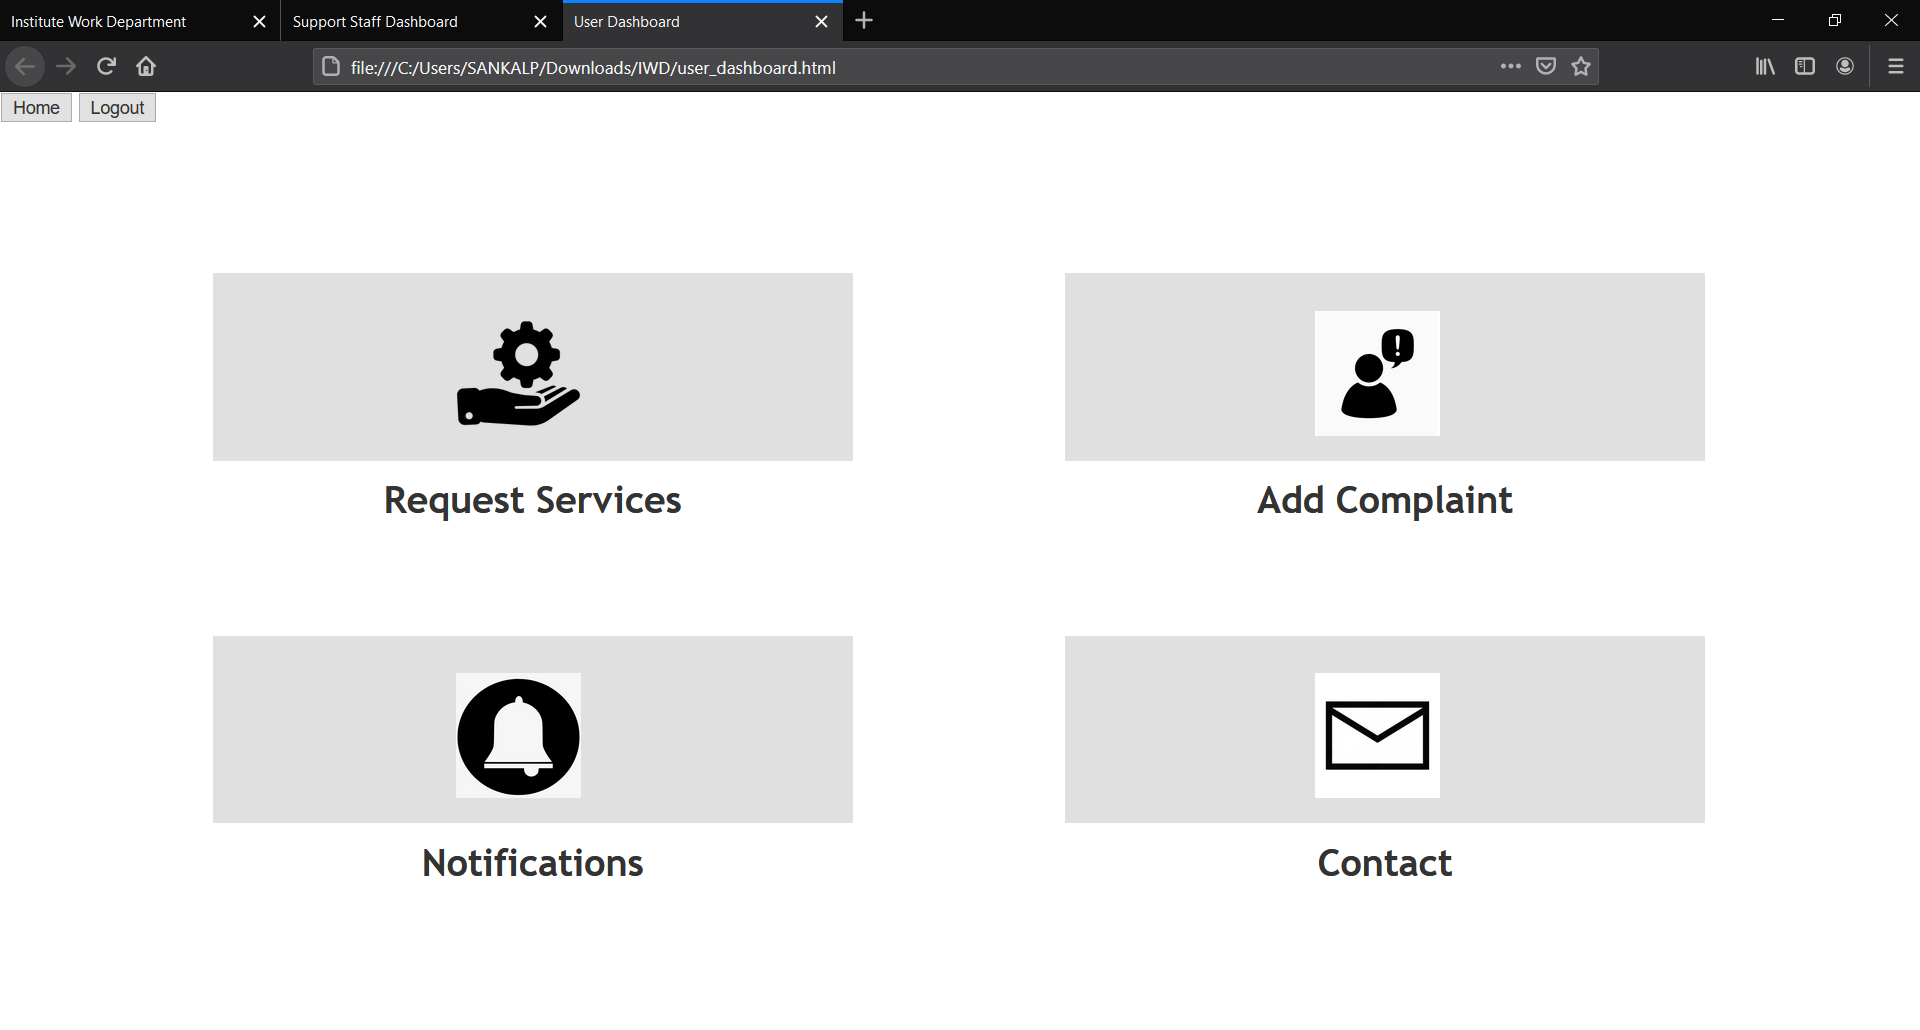 Institute Work Department
Support Staff Dashboard
User Dashboard
file:///C:/Users/SANKALP/Downloads/IWD/user_dashboard.html
Home
Logout
Request Services
Add Complaint
Notifications
Contact